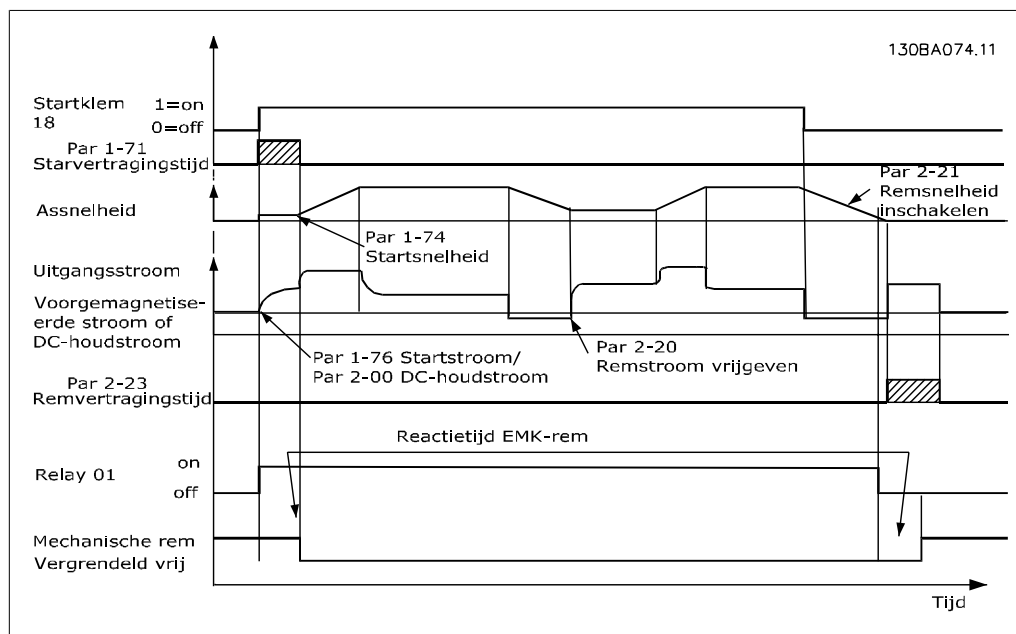 130BA074.11
Startklem 1=on
18 0=off
Par 1-71
Starvertragingstijd
Par 2-21
Remsnelheid
inschakelen
Assnelheid
Par 1-74
Startsnelheid
Uitgangsstroom
Voorgemagnetise-
erde stroom of
DC-houdstroom
Par 1-76 Startstroom/
Par 2-00 DC-houdstroom
Par 2-20
Remstroom vrijgeven
Par 2-23
Remvertragingstijd
Reactietijd EMK-rem
on
Relay 01
off
Mechanische rem
Vergrendeld vrij
Tijd